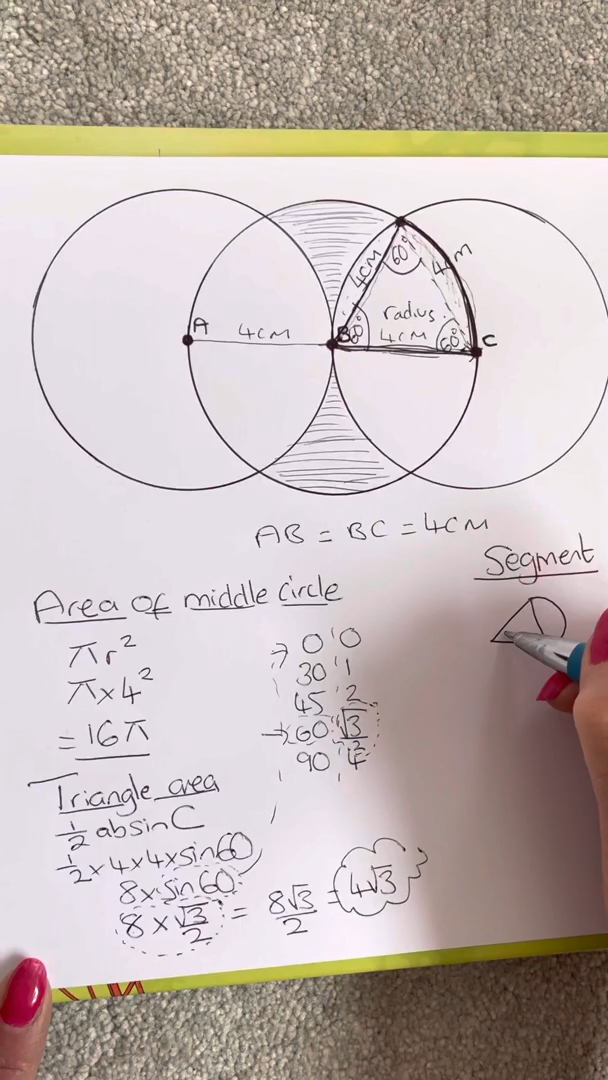 A
4cm
B
60°
4cm
60°
4cm
radius
4cm
60°
C
AB = BC = 4cm
Segment
Area of middle circle
πr²
π×4²
= 16π
→ 0 0
30 1
45 2
→ 60 √3
2
90 4
Triangle area
½ absinC
½ × 4 × 4 × sin60
8 × sin60
8 × √3/2 = 8√3/2 = 4√3